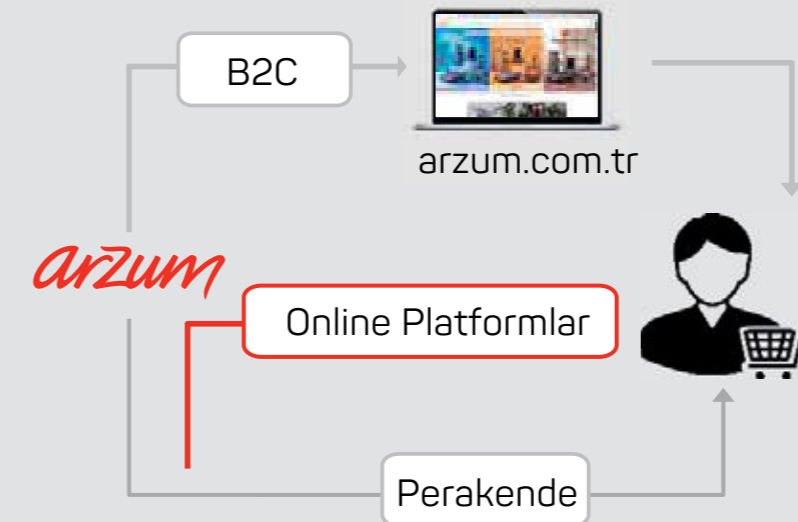 B2C
arzum.com.tr
arzum
Online Platformlar
Perakende